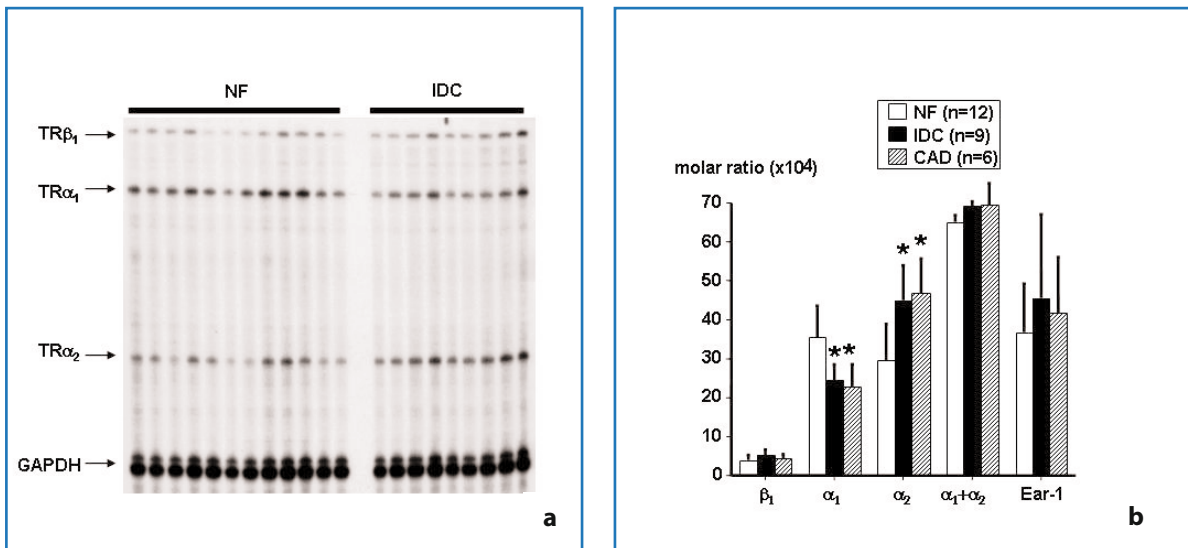 NF IDC
TRβ₁
TRα₁
TRα₂
GAPDH
a
NF (n=12)
IDC (n=9)
CAD (n=6)
molar ratio (x10⁴)
70
60
50
40
30
20
10
0
* *
* *
β₁ α₁ α₂ α₁+α₂ Ear-1
b